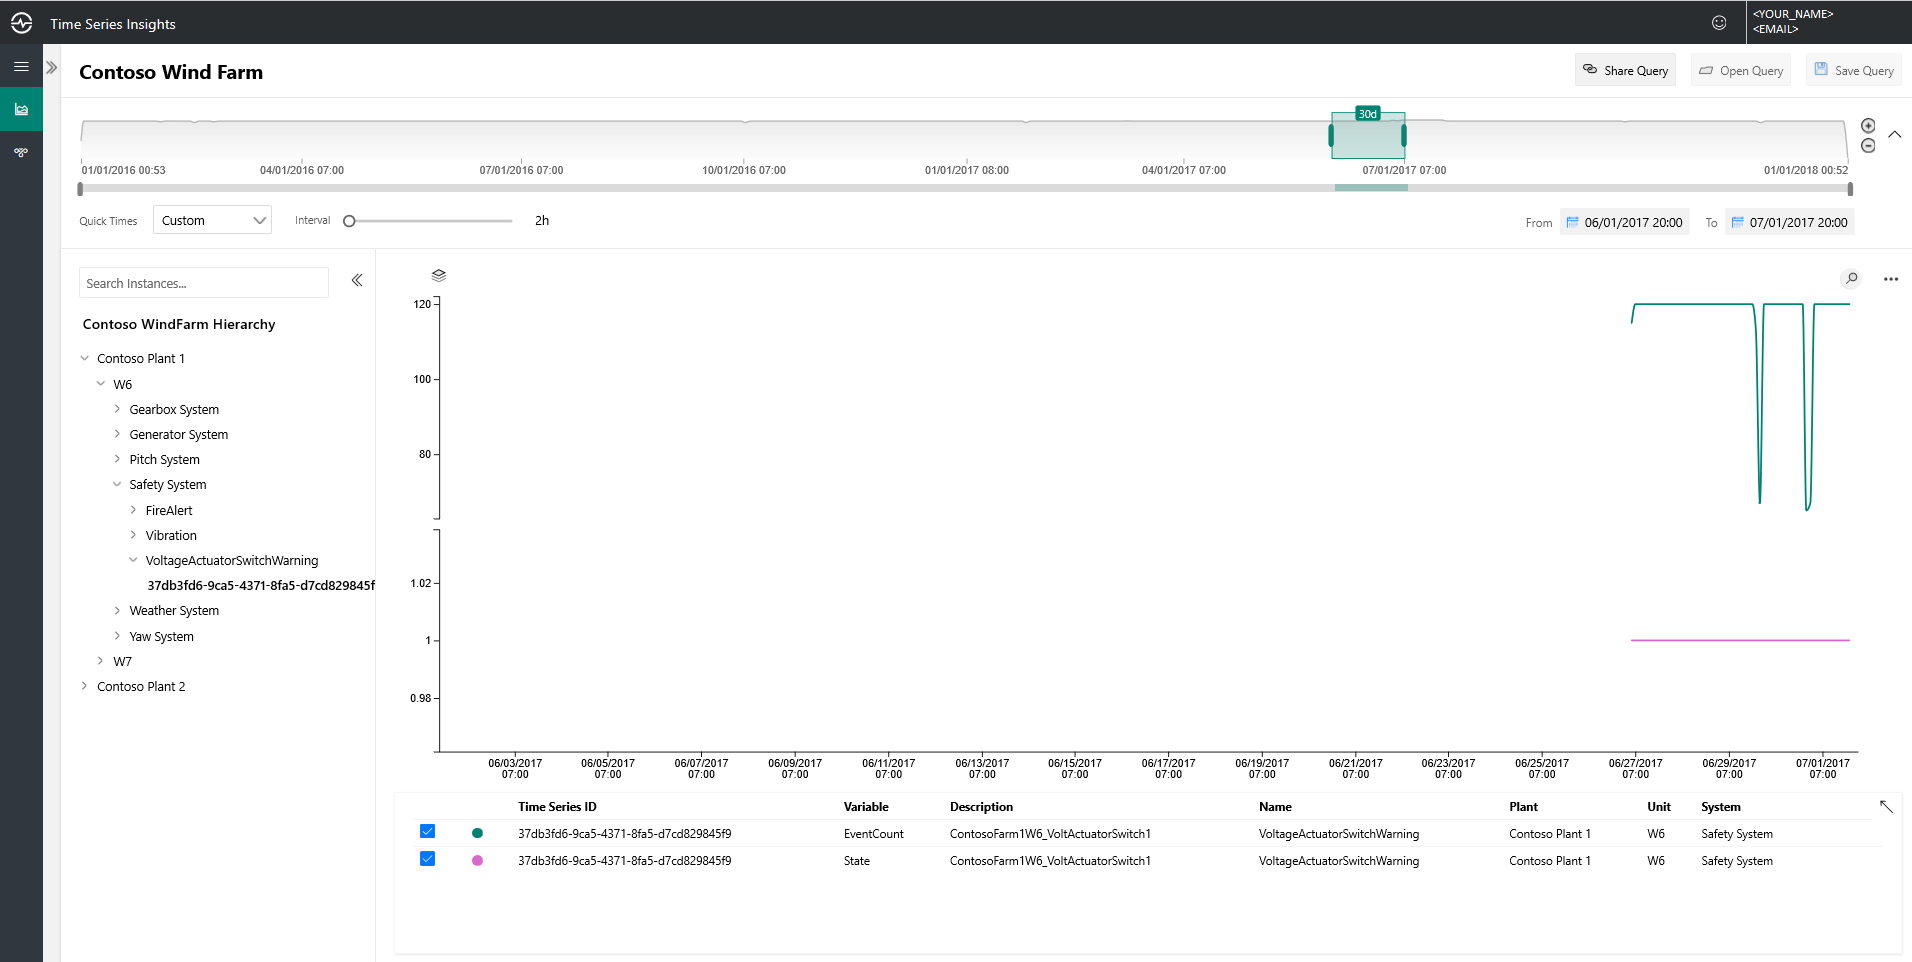 Time Series Insights
<YOUR_NAME>
<EMAIL>
Contoso Wind Farm
Share Query
Open Query
Save Query
30d
01/01/2016 00:53 04/01/2016 07:00 07/01/2016 07:00 10/01/2016 07:00 01/01/2017 08:00 04/01/2017 07:00 07/01/2017 07:00 01/01/2018 00:52
Quick Times Custom Interval 2h From 06/01/2017 20:00 To 07/01/2017 20:00
Search Instances...
Contoso WindFarm Hierarchy
Contoso Plant 1
W6
Gearbox System
Generator System
Pitch System
Safety System
FireAlert
Vibration
VoltageActuatorSwitchWarning
37db3fd6-9ca5-4371-8fa5-d7cd829845f
Weather System
Yaw System
W7
Contoso Plant 2
120
100
80
1.02
1
0.98
06/03/2017 06/05/2017 06/07/2017 06/09/2017 06/11/2017 06/13/2017 06/15/2017 06/17/2017 06/19/2017 06/21/2017 06/23/2017 06/25/2017 06/27/2017 06/29/2017 07/01/2017
07:00 07:00 07:00 07:00 07:00 07:00 07:00 07:00 07:00 07:00 07:00 07:00 07:00 07:00 07:00
Time Series ID Variable Description Name Plant Unit System
37db3fd6-9ca5-4371-8fa5-d7cd829845f9 EventCount ContosoFarm1W6_VoltActuatorSwitch1 VoltageActuatorSwitchWarning Contoso Plant 1 W6 Safety System
37db3fd6-9ca5-4371-8fa5-d7cd829845f9 State ContosoFarm1W6_VoltActuatorSwitch1 VoltageActuatorSwitchWarning Contoso Plant 1 W6 Safety System